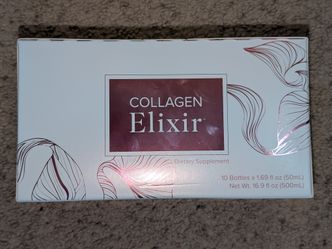 COLLAGEN
Elixir
Dietary Supplement
10 Bottles x 1.69 fl oz (50mL)
Net Wt. 16.9 fl oz (500mL)